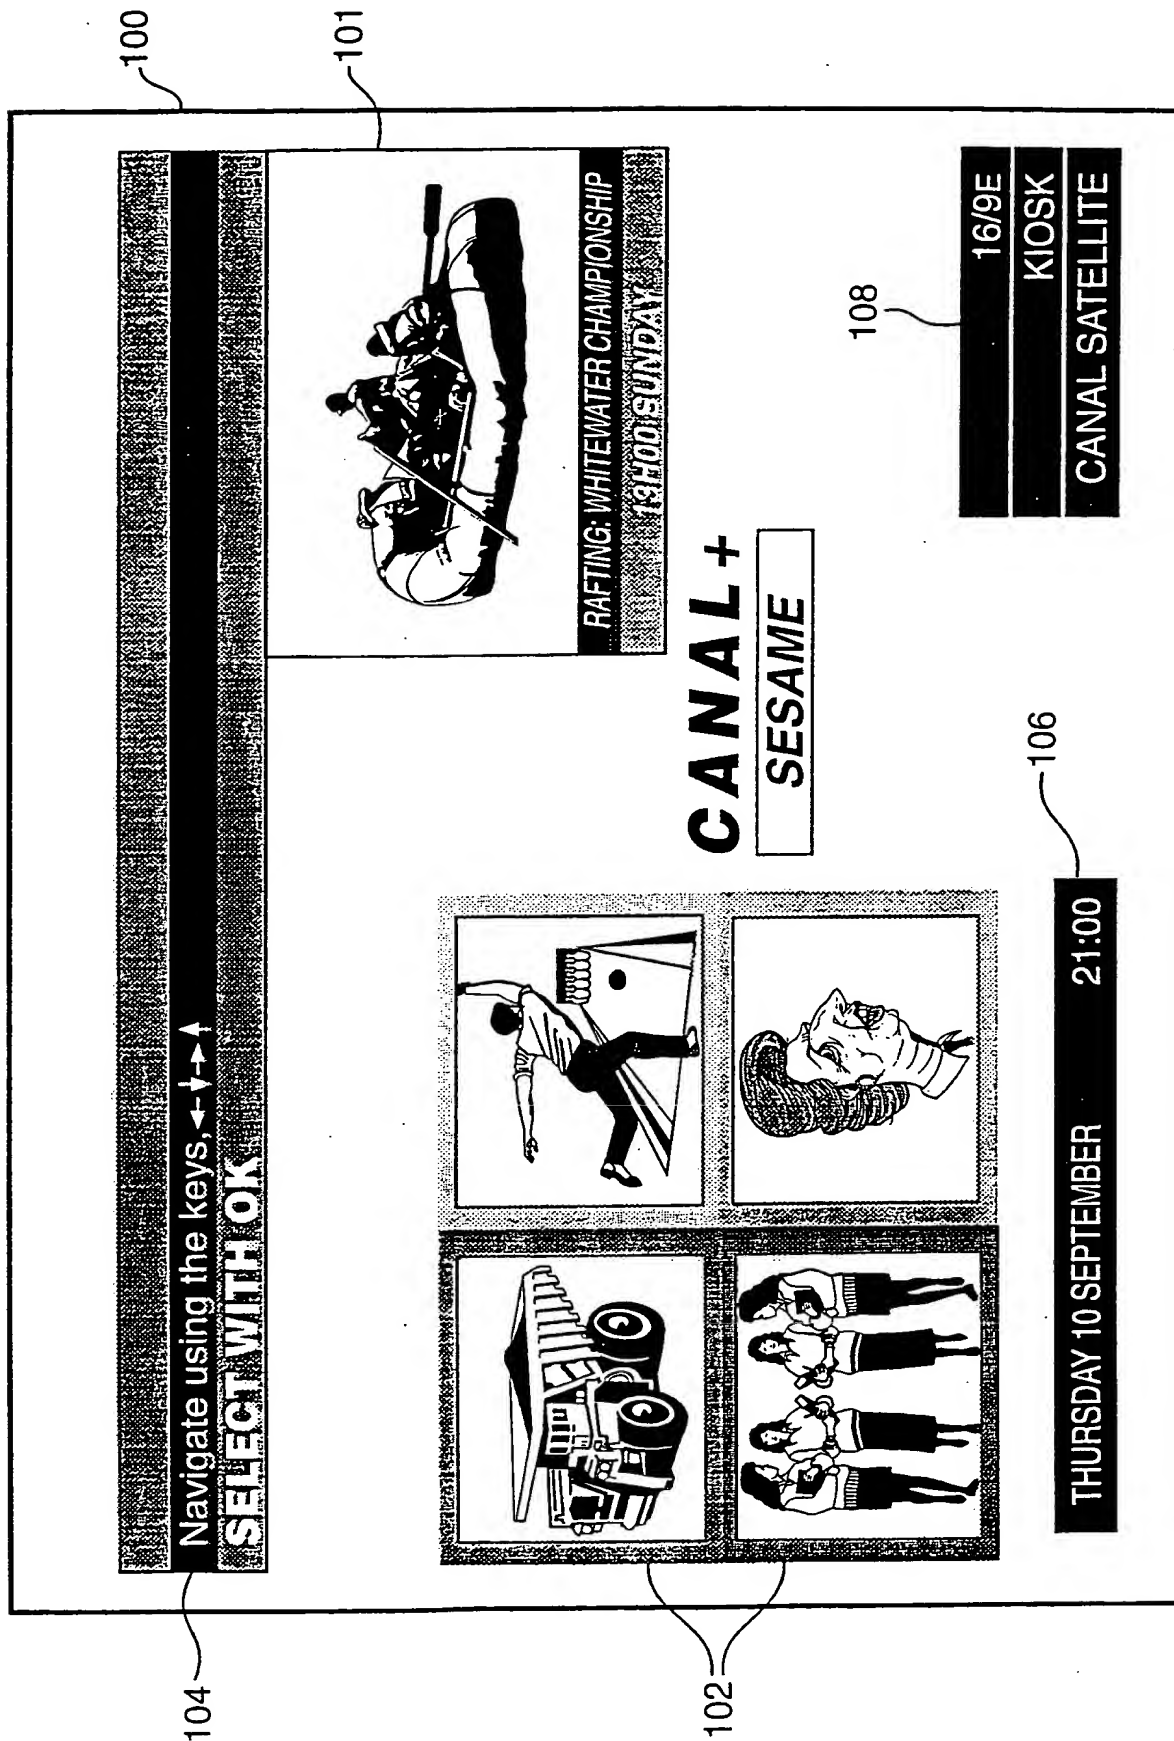 100
101
104
Navigate using the keys,
SELECT WITH OK
RAFTING: WHITEWATER CHAMPIONSHIP
13H00 SUNDAY
CANAL+
SESAME
102
108
16/9E
KIOSK
CANAL SATELLITE
106
THURSDAY 10 SEPTEMBER 21:00